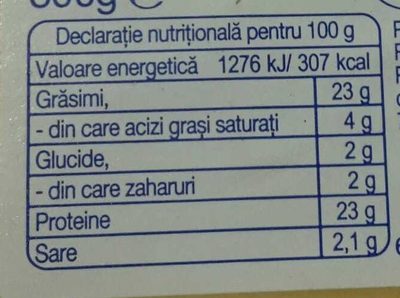 Declarație nutrițională pentru 100 g
Valoare energetică 1276 kJ/ 307 kcal
Grăsimi, 23 g
- din care acizi grași saturați 4 g
Glucide, 2 g
- din care zaharuri 2 g
Proteine 23 g
Sare 2,1 g